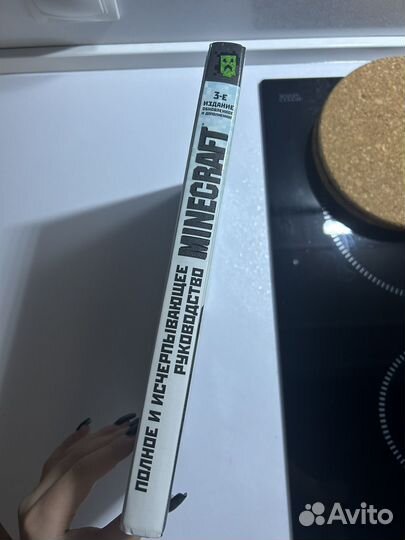 3-Е
ИЗДАНИЕ
ОБНОВЛЕННОЕ
И ДОПОЛНЕННОЕ
MINECRAFT
ПОЛНОЕ И ИСЧЕРПЫВАЮЩЕЕ
РУКОВОДСТВО
Avito